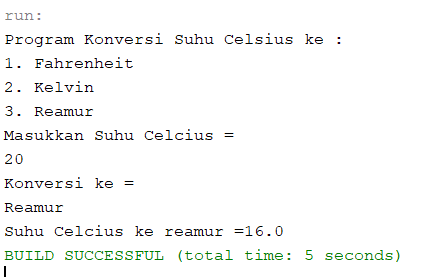 run:
Program Konversi Suhu Celsius ke :
1. Fahrenheit
2. Kelvin
3. Reamur
Masukkan Suhu Celcius =
20
Konversi ke =
Reamur
Suhu Celcius ke reamur =16.0
BUILD SUCCESSFUL (total time: 5 seconds)